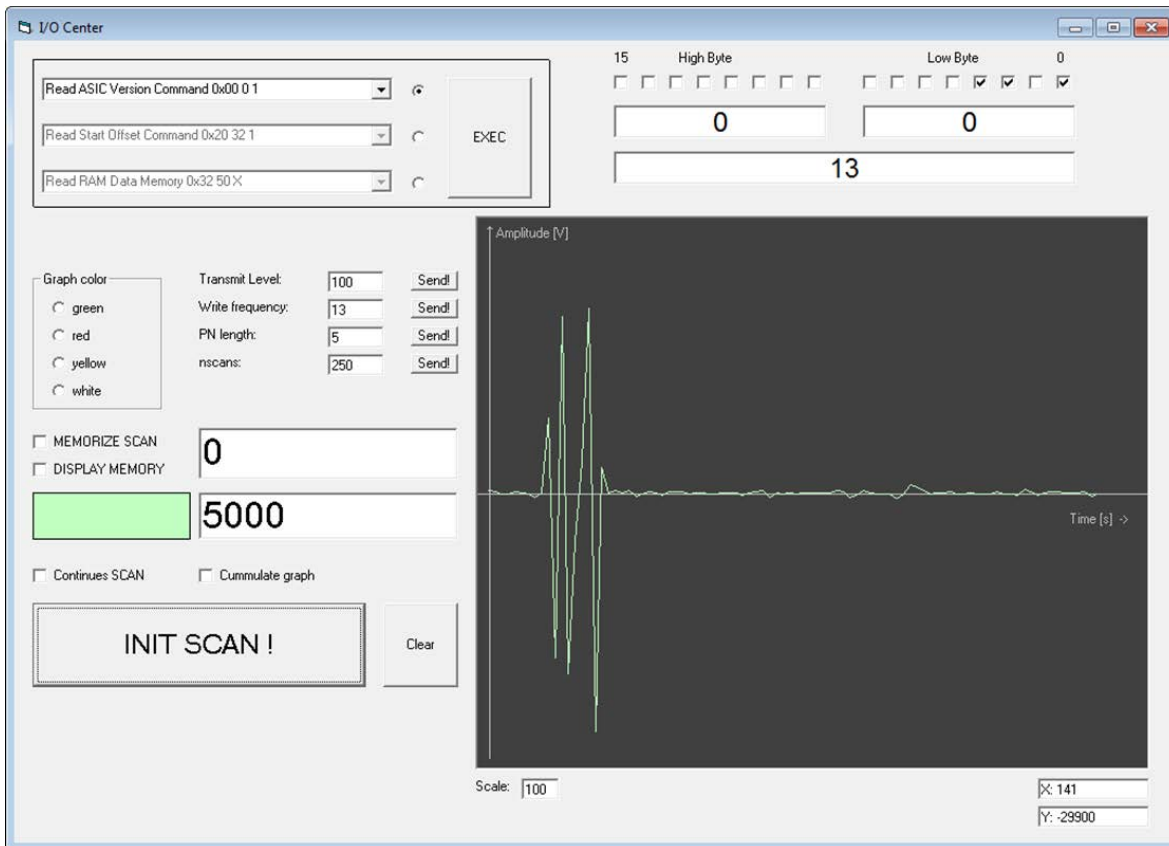 I/O Center
15 High Byte Low Byte 0
Read ASIC Version Command 0x00 0 1
Read Start Offset Command 0x20 32 1
Read RAM Data Memory 0x32 50 X
EXEC
0 0
13
Graph color
green
red
yellow
white
Transmit Level: 100 Send!
Write frequency: 13 Send!
PN length: 5 Send!
nscans: 250 Send!
MEMORIZE SCAN
DISPLAY MEMORY
0
5000
Continues SCAN
Cummulate graph
INIT SCAN !
Clear
↑ Amplitude [V]
Time [s] ->
Scale: 100
X: 141
Y: -29900